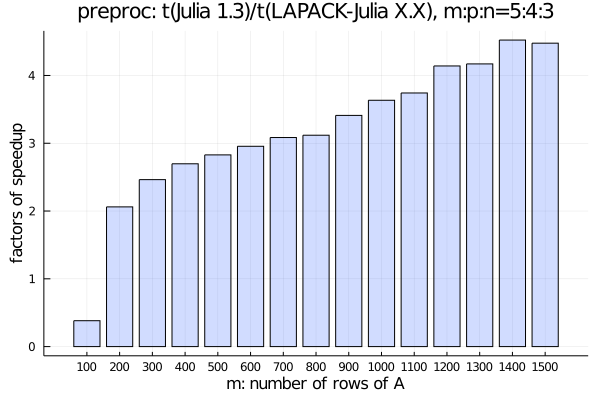 preproc: t(Julia 1.3)/t(LAPACK-Julia X.X), m:p:n=5:4:3
factors of speedup
4
3
2
1
0
100 200 300 400 500 600 700 800 900 1000 1100 1200 1300 1400 1500
m: number of rows of A